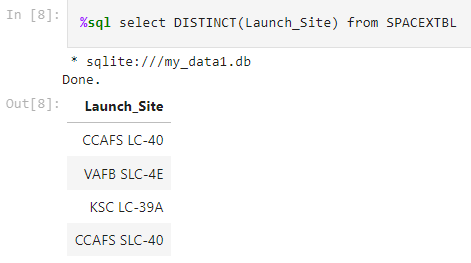 In [8]: %sql select DISTINCT(Launch_Site) from SPACEXTBL
* sqlite:///my_data1.db
Done.
Out[8]: Launch_Site
CCAFS LC-40
VAFB SLC-4E
KSC LC-39A
CCAFS SLC-40